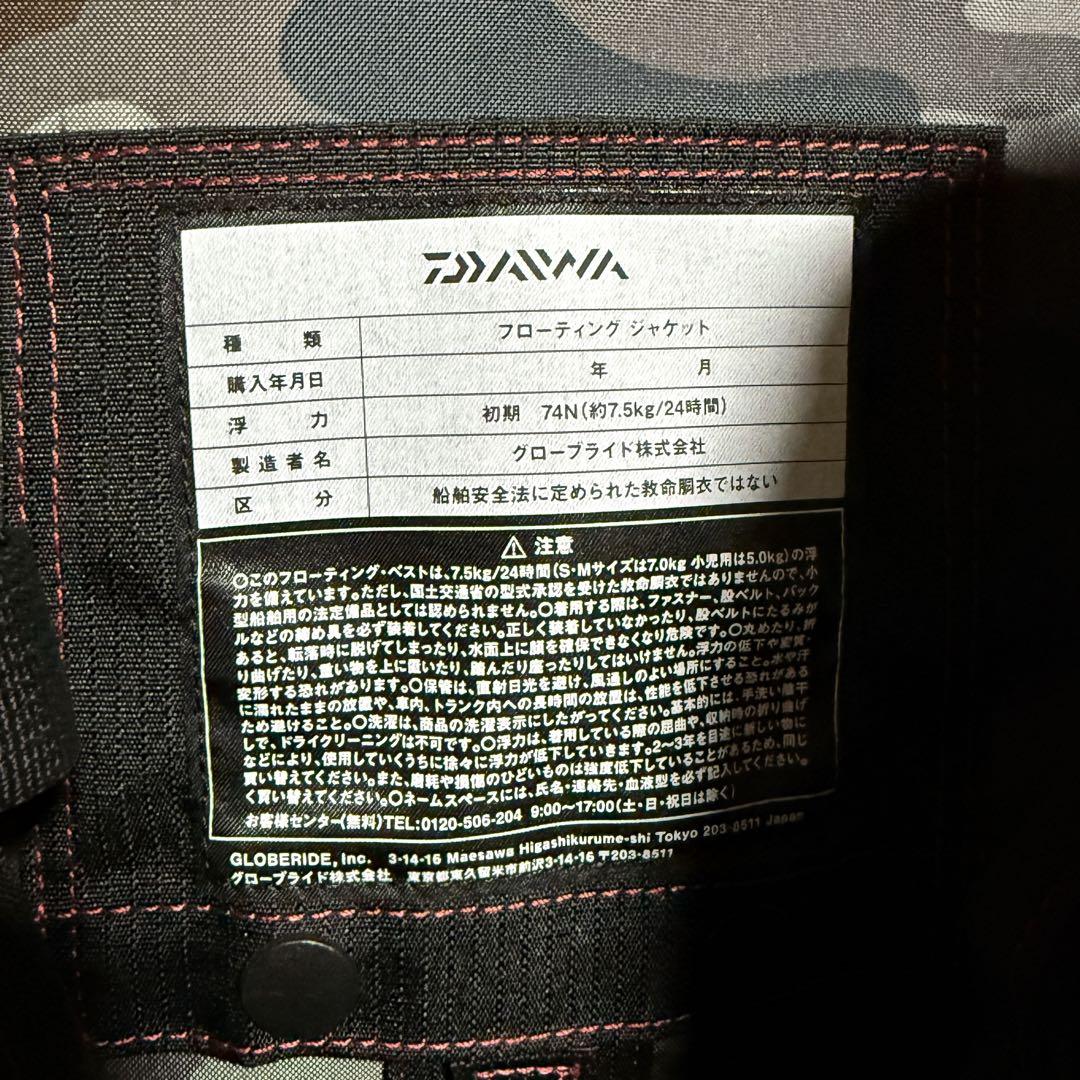 DAIWA
種類 フローティング ジャケット
購入年月日 年 月
浮力 初期 74N(約7.5kg/24時間)
製造者名 グローブライド株式会社
区分 船舶安全法に定められた救命胴衣ではない
⚠ 注意
○このフローティング・ベストは、7.5kg/24時間(S・Mサイズは7.0kg 小児用は5.0kg)の浮
力を備えています。ただし、国土交通省の型式承認を受けた救命胴衣ではありませんので、小
型船舶用の法定備品としては認められません。○着用する際は、ファスナー、股ベルト、バック
ルなどの締め具を必ず装着してください。正しく装着していなかったり、股ベルトにたるみが
あると、転落時に脱げてしまったり、水面上に顔を確保できなくなり危険です。○丸めたり、折
り曲げたり、重い物を上に置いたり、踏んだり座ったりしてはいけません。浮力の低下や変質・
変形する恐れがあります。○保管は、直射日光を避け、風通しのよい場所にすること。水や汗
に濡れたままの放置や、車内、トランク内への長時間の放置は、性能を低下させる恐れがある
ため避けること。○洗濯は、商品の洗濯表示にしたがってください。基本的には、手洗い陰干
しで、ドライクリーニングは不可です。○浮力は、着用している際の屈曲や、収納時の折り曲げ
などにより、使用していくうちに徐々に浮力が低下していきます。2〜3年を目途に新しい物に
買い替えてください。また、磨耗や損傷のひどいものは強度低下していることがあるため、同じ
く買い替えてください。○ネームスペースには、氏名・連絡先・血液型を必ず記入してください。
お客様センター(無料)TEL:0120-506-204 9:00〜17:00(土・日・祝日は除く)
GLOBERIDE, Inc. 3-14-16 Maesawa Higashikurume-shi Tokyo 203-8511 Japan
グローブライド株式会社 東京都東久留米市前沢3-14-16 〒203-8511